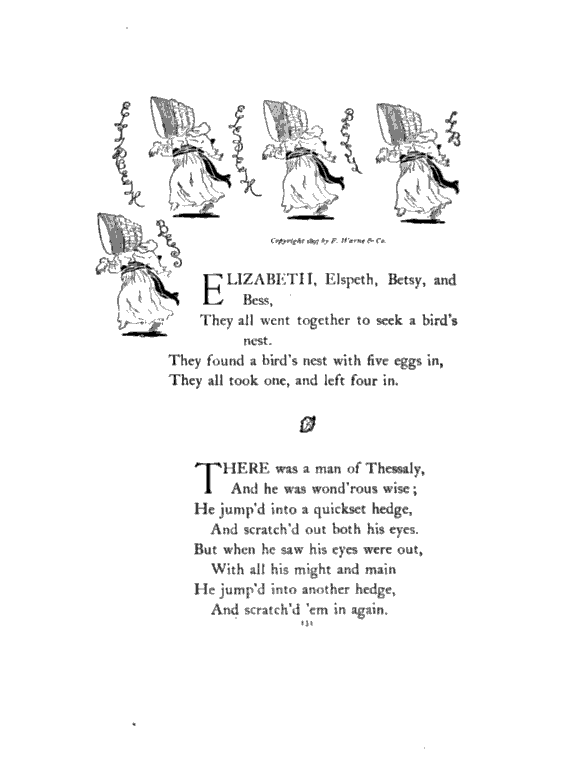 Elizabeth
Elspeth
Betsy
Bess
Copyright 1897 by F. Warne & Co.
ELIZABETH, Elspeth, Betsy, and
Bess,
They all went together to seek a bird's
nest.
They found a bird's nest with five eggs in,
They all took one, and left four in.
THERE was a man of Thessaly,
And he was wond'rous wise;
He jump'd into a quickset hedge,
And scratch'd out both his eyes.
But when he saw his eyes were out,
With all his might and main
He jump'd into another hedge,
And scratch'd 'em in again.
131